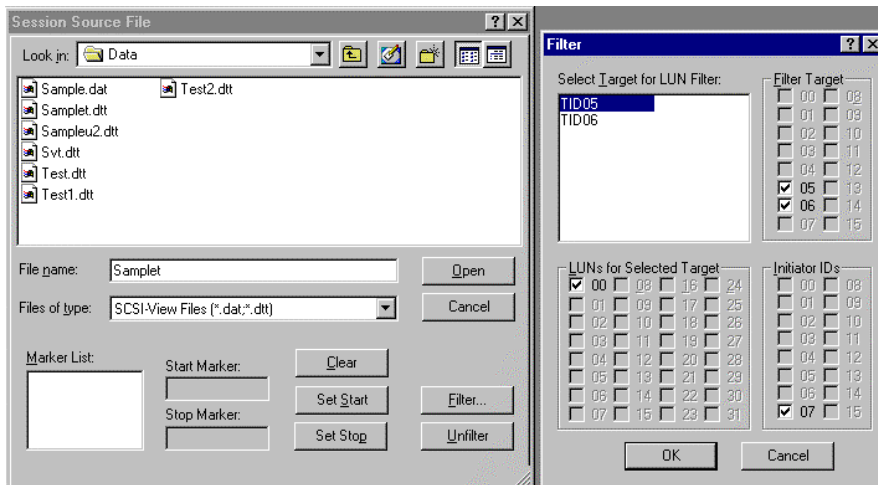 Session Source File
Look in: Data
Sample.dat Test2.dtt
Samplet.dtt
Sampleu2.dtt
Svt.dtt
Test.dtt
Test1.dtt
File name: Samplet Open
Files of type: SCSI-View Files (*.dat;*.dtt) Cancel
Marker List: Start Marker: Clear
Set Start Filter...
Stop Marker:
Set Stop Unfilter
Filter
Select Target for LUN Filter:
TID05
TID06
Filter Target
00 08
01 09
02 10
03 11
04 12
05 13
06 14
07 15
LUNs for Selected Target
00 08 16 24
01 09 17 25
02 10 18 26
03 11 19 27
04 12 20 28
05 13 21 29
06 14 22 30
07 15 23 31
Initiator IDs
00 08
01 09
02 10
03 11
04 12
05 13
06 14
07 15
OK Cancel